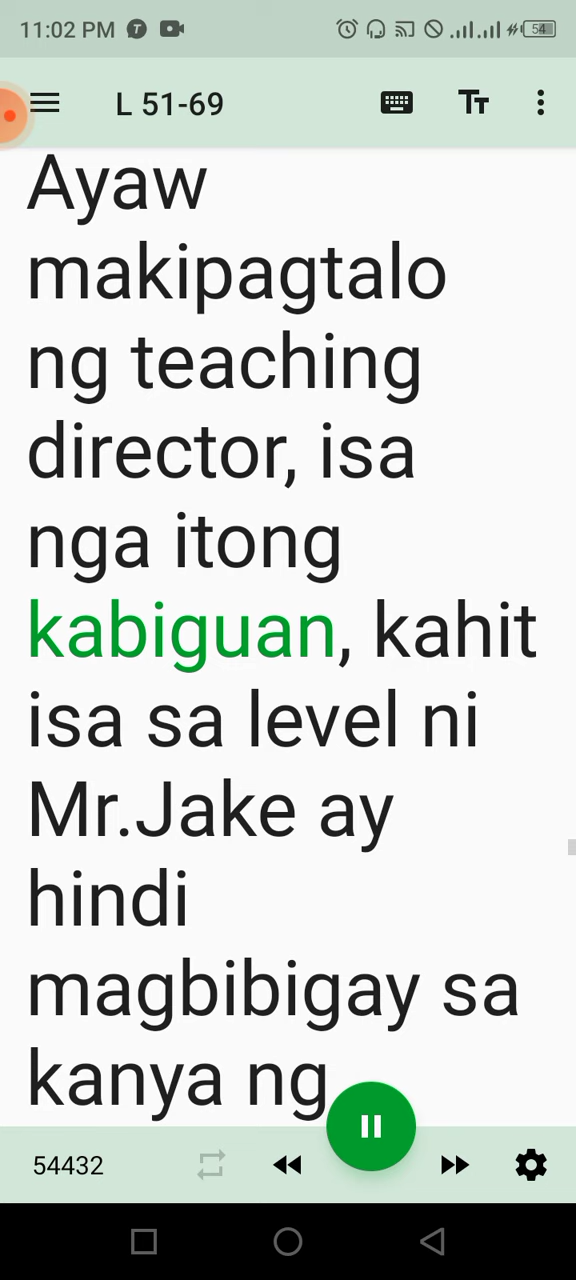 11:02 PM
54
L 51-69
Ayaw
makipagtalo
ng teaching
director, isa
nga itong
kabiguan, kahit
isa sa level ni
Mr.Jake ay
hindi
magbibigay sa
kanya ng
54432